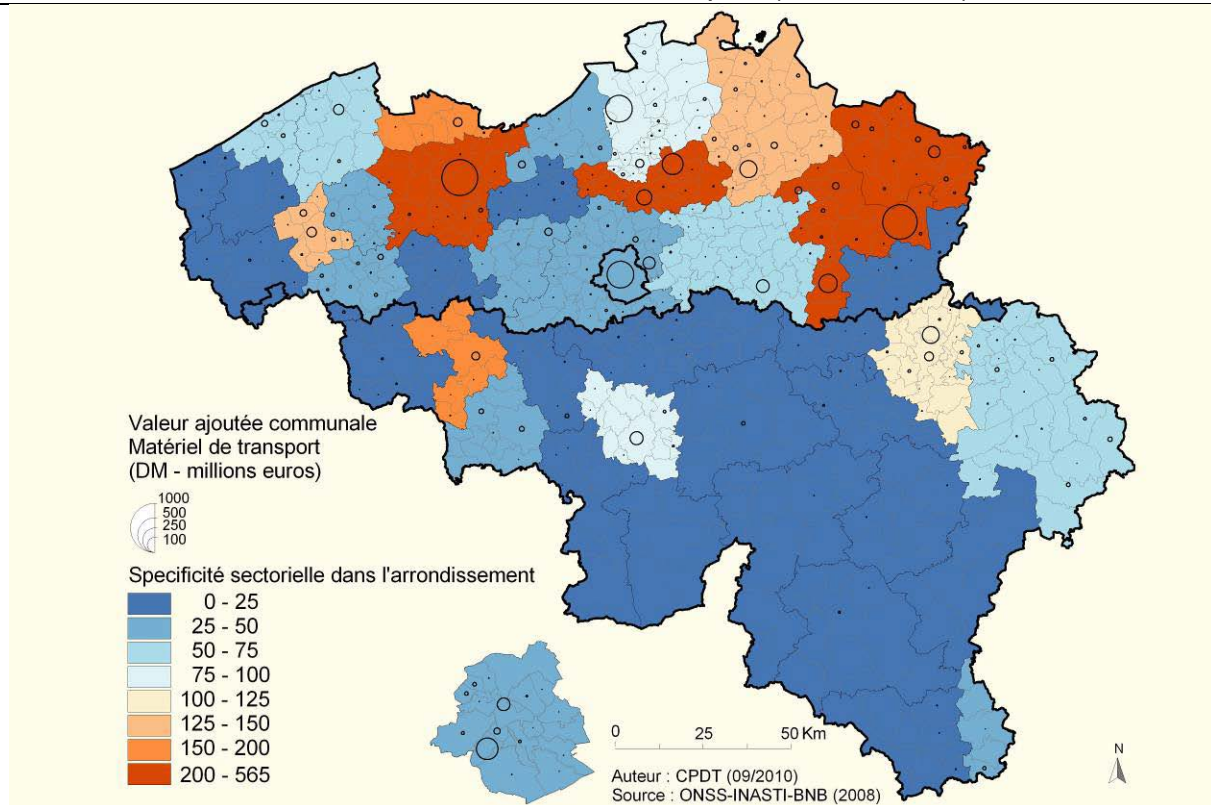 Valeur ajoutée communale
Matériel de transport
(DM - millions euros)
1000
500
250
100
Specificité sectorielle dans l'arrondissement
0 - 25
25 - 50
50 - 75
75 - 100
100 - 125
125 - 150
150 - 200
200 - 565
0 25 50 Km
Auteur : CPDT (09/2010)
Source : ONSS-INASTI-BNB (2008)
N